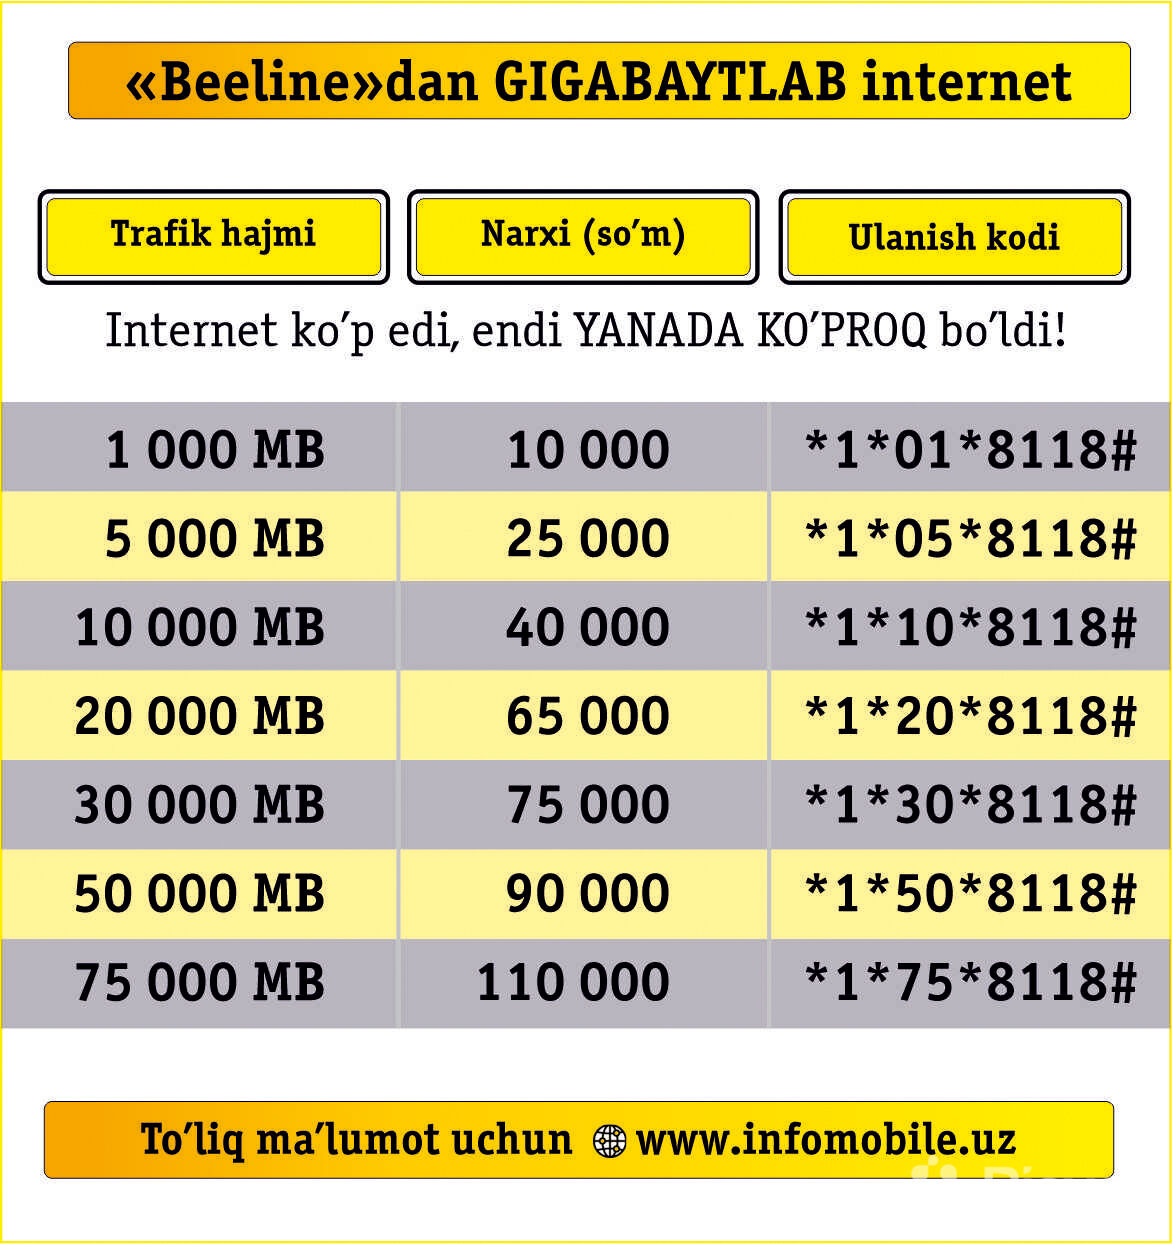 «Beeline»dan GIGABAYTLAB internet
Trafik hajmi Narxi (so’m) Ulanish kodi
Internet ko’p edi, endi YANADA KO’PROQ bo’ldi!
1 000 MB 10 000 *1*01*8118#
5 000 MB 25 000 *1*05*8118#
10 000 MB 40 000 *1*10*8118#
20 000 MB 65 000 *1*20*8118#
30 000 MB 75 000 *1*30*8118#
50 000 MB 90 000 *1*50*8118#
75 000 MB 110 000 *1*75*8118#
To’liq ma’lumot uchun www.infomobile.uz